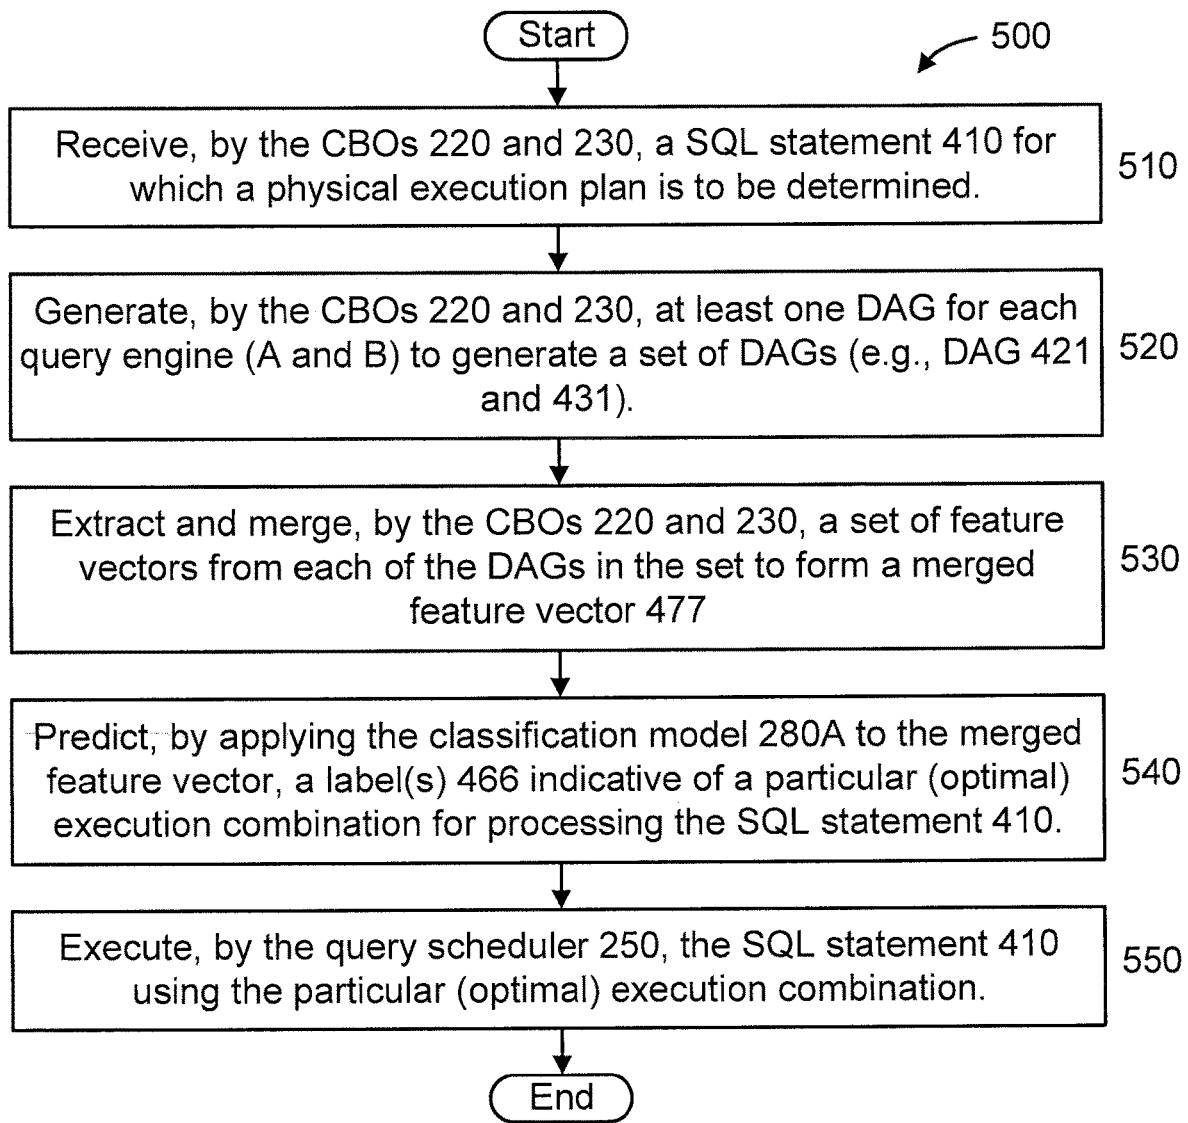 Start
500
Receive, by the CBOs 220 and 230, a SQL statement 410 for
which a physical execution plan is to be determined.
510
Generate, by the CBOs 220 and 230, at least one DAG for each
query engine (A and B) to generate a set of DAGs (e.g., DAG 421
and 431).
520
Extract and merge, by the CBOs 220 and 230, a set of feature
vectors from each of the DAGs in the set to form a merged
feature vector 477
530
Predict, by applying the classification model 280A to the merged
feature vector, a label(s) 466 indicative of a particular (optimal)
execution combination for processing the SQL statement 410.
540
Execute, by the query scheduler 250, the SQL statement 410
using the particular (optimal) execution combination.
550
End